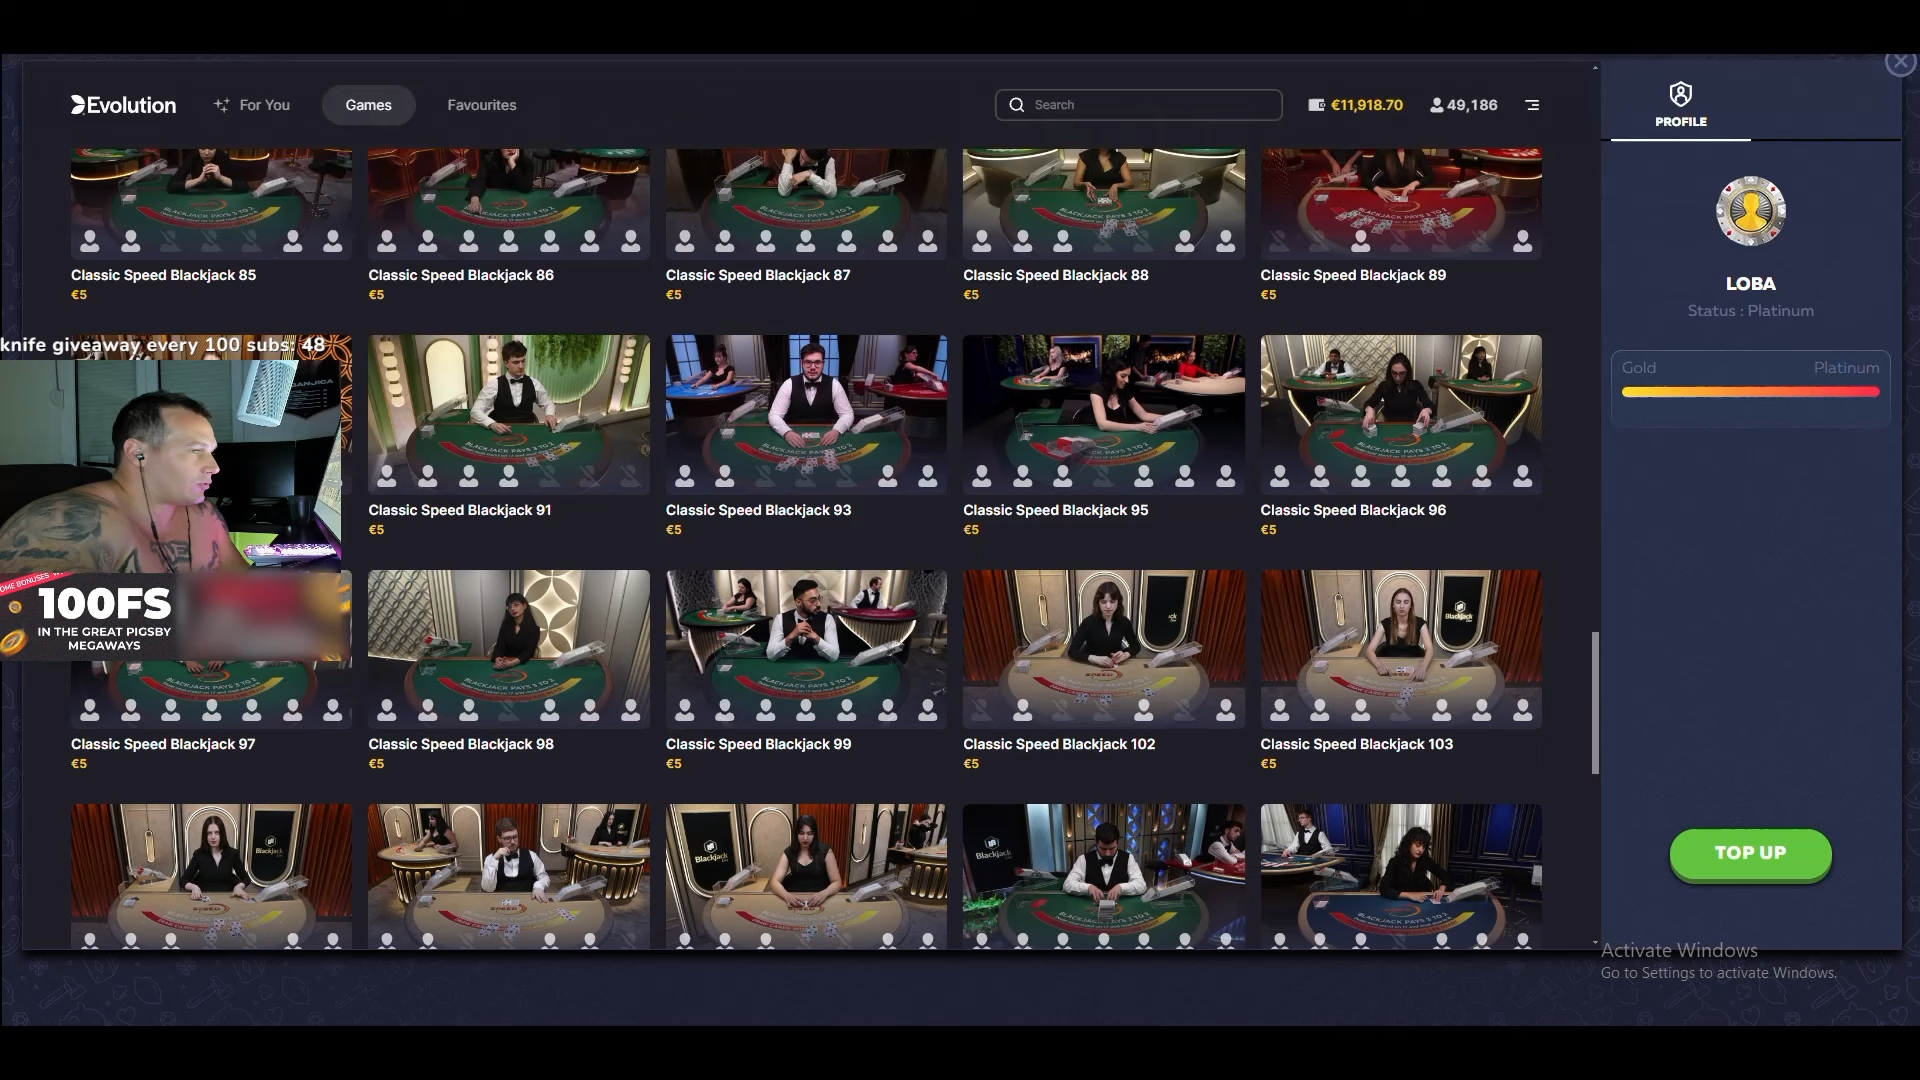 Evolution
For You
Games
Favourites
Search
€11,918.70
49,186
PROFILE
Classic Speed Blackjack 85
€5
Classic Speed Blackjack 86
€5
Classic Speed Blackjack 87
€5
Classic Speed Blackjack 88
€5
Classic Speed Blackjack 89
€5
LOBA
Status : Platinum
Gold
Platinum
knife giveaway every 100 subs: 48
Classic Speed Blackjack 91
€5
Classic Speed Blackjack 93
€5
Classic Speed Blackjack 95
€5
Classic Speed Blackjack 96
€5
100FS
IN THE GREAT PIGSBY
MEGAWAYS
Classic Speed Blackjack 97
€5
Classic Speed Blackjack 98
€5
Classic Speed Blackjack 99
€5
Classic Speed Blackjack 102
€5
Classic Speed Blackjack 103
€5
TOP UP
Activate Windows
Go to Settings to activate Windows.